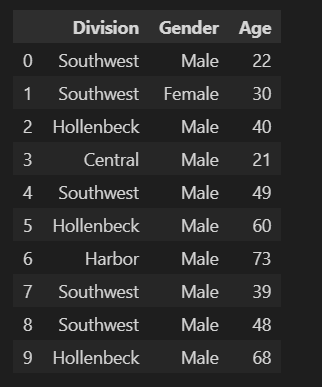 Division Gender Age
0 Southwest Male 22
1 Southwest Female 30
2 Hollenbeck Male 40
3 Central Male 21
4 Southwest Male 49
5 Hollenbeck Male 60
6 Harbor Male 73
7 Southwest Male 39
8 Southwest Male 48
9 Hollenbeck Male 68